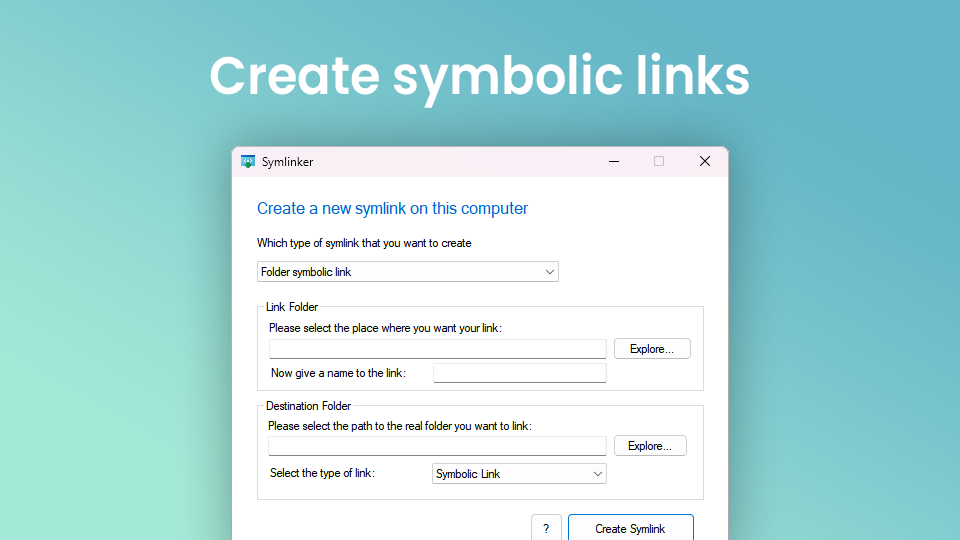 Create symbolic links
Symlinker
Create a new symlink on this computer
Which type of symlink that you want to create
Folder symbolic link
Link Folder
Please select the place where you want your link:
Explore...
Now give a name to the link:
Destination Folder
Please select the path to the real folder you want to link:
Explore...
Select the type of link:
Symbolic Link
?
Create Symlink